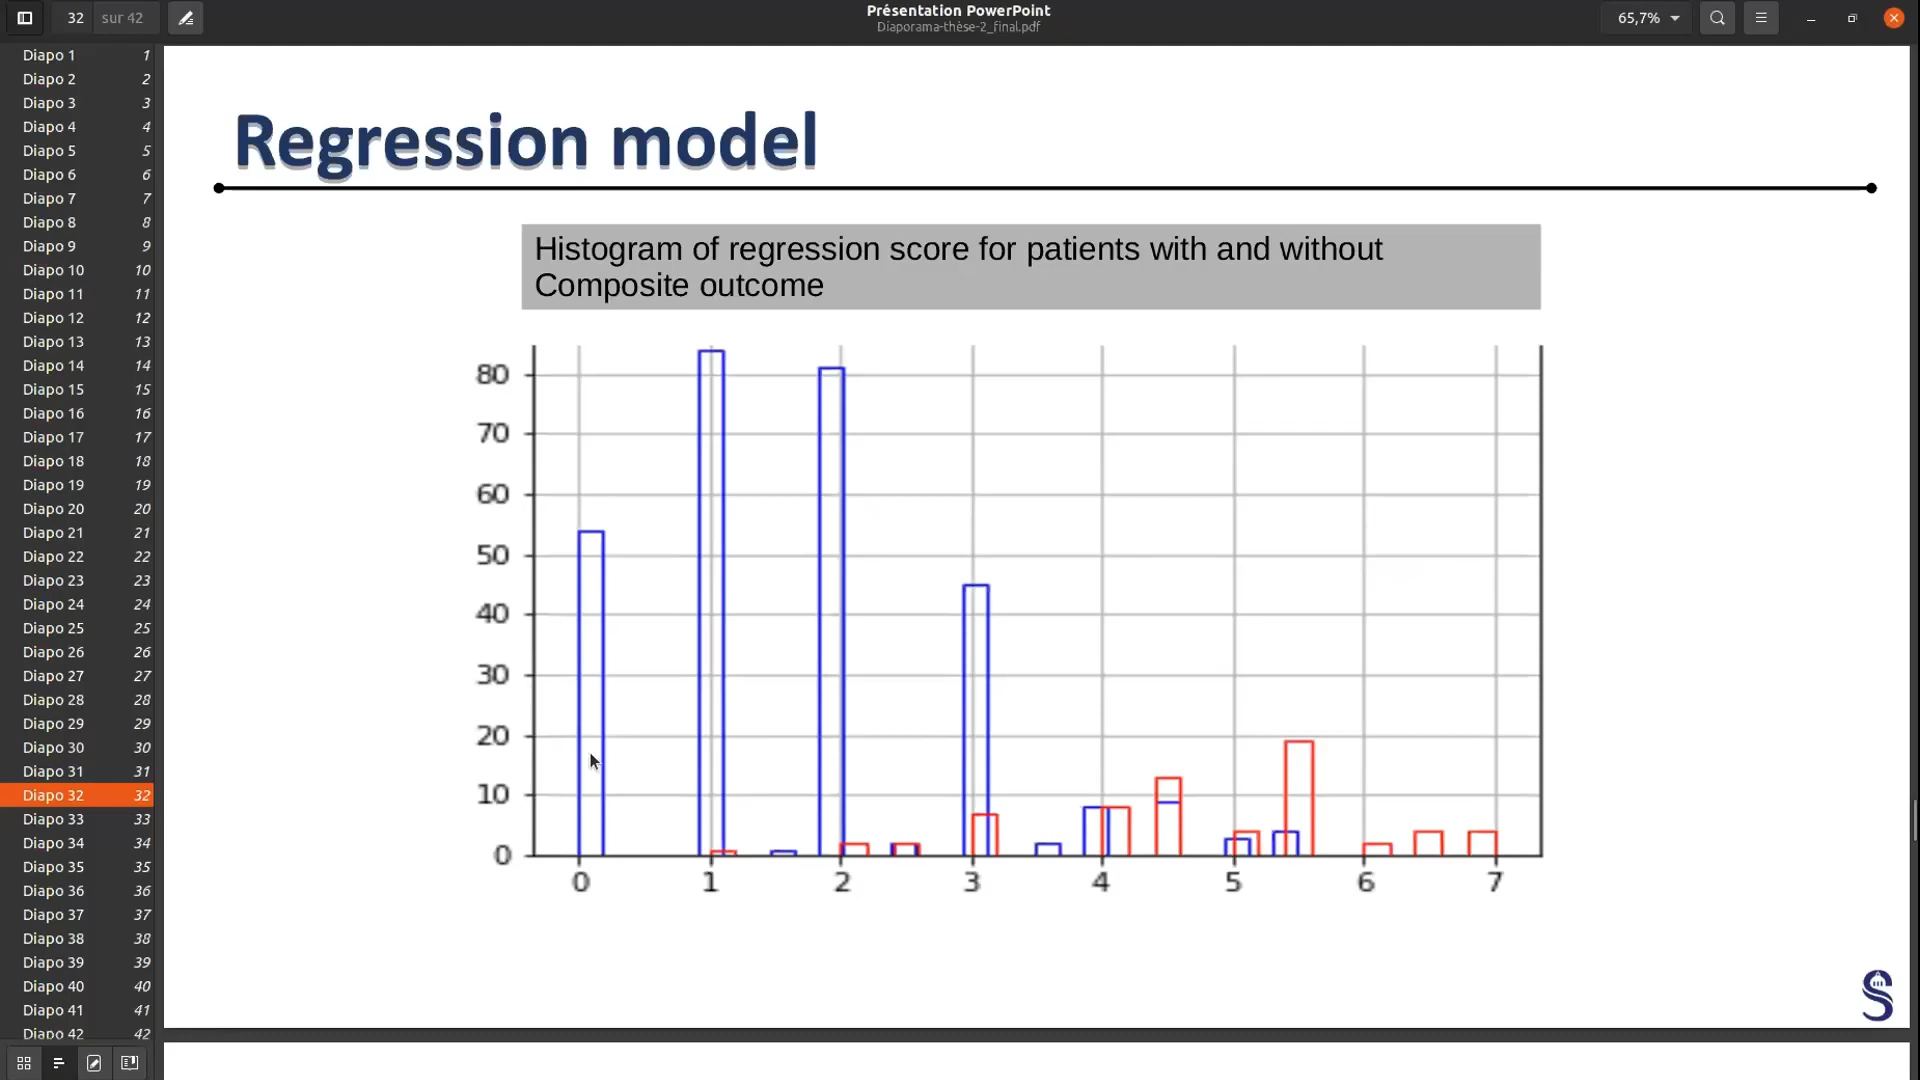 32 sur 42
Présentation PowerPoint
Diaporama-thèse-2_final.pdf
65,7%
Diapo 1 1
Diapo 2 2
Diapo 3 3
Diapo 4 4
Diapo 5 5
Diapo 6 6
Diapo 7 7
Diapo 8 8
Diapo 9 9
Diapo 10 10
Diapo 11 11
Diapo 12 12
Diapo 13 13
Diapo 14 14
Diapo 15 15
Diapo 16 16
Diapo 17 17
Diapo 18 18
Diapo 19 19
Diapo 20 20
Diapo 21 21
Diapo 22 22
Diapo 23 23
Diapo 24 24
Diapo 25 25
Diapo 26 26
Diapo 27 27
Diapo 28 28
Diapo 29 29
Diapo 30 30
Diapo 31 31
Diapo 32 32
Diapo 33 33
Diapo 34 34
Diapo 35 35
Diapo 36 36
Diapo 37 37
Diapo 38 38
Diapo 39 39
Diapo 40 40
Diapo 41 41
Diapo 42 42
Regression model
Histogram of regression score for patients with and without
Composite outcome
80
70
60
50
40
30
20
10
0
0 1 2 3 4 5 6 7